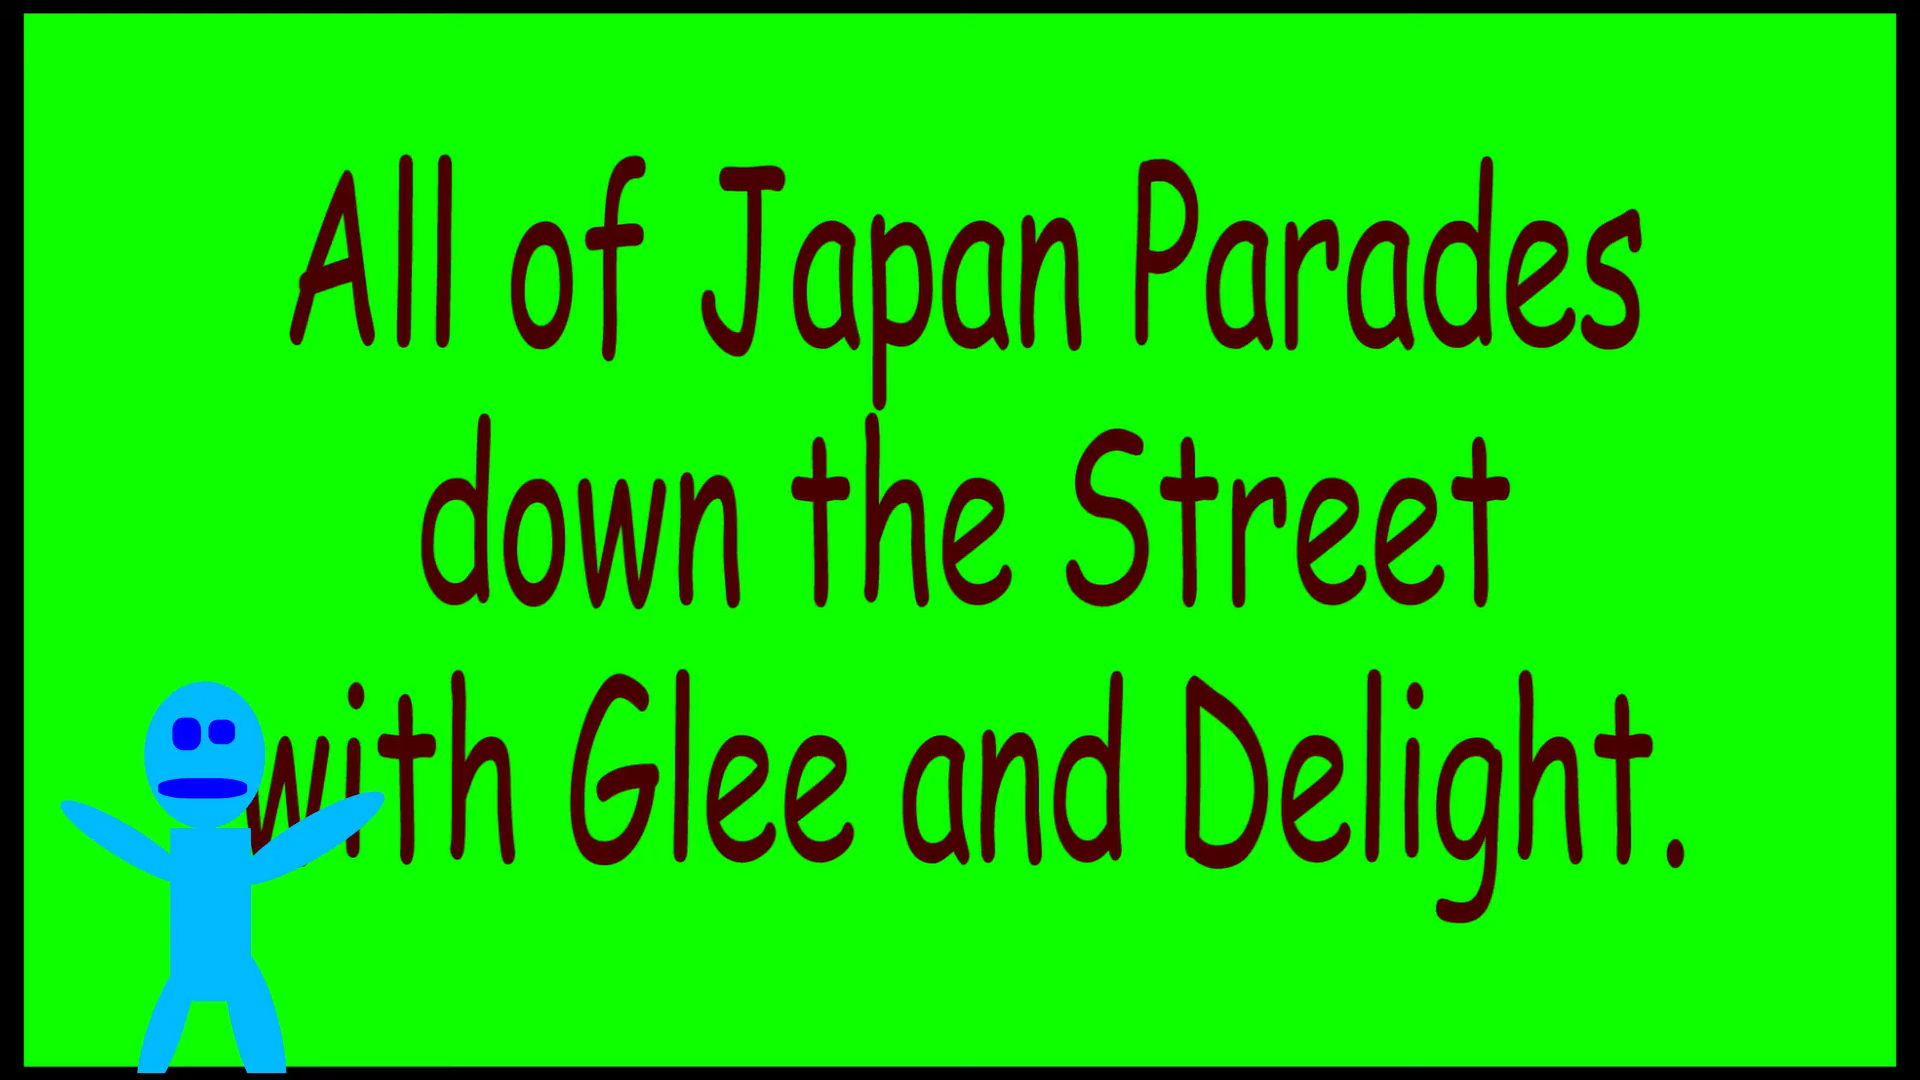 All of Japan Parades
down the Street
with Glee and Delight.